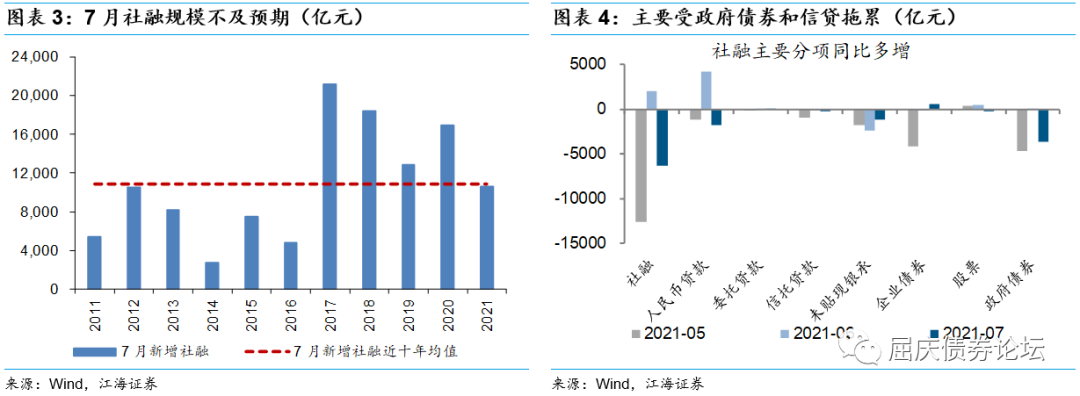 图表 3：7 月社融规模不及预期（亿元）
24,000
20,000
16,000
12,000
8,000
4,000
0
2011
2012
2013
2014
2015
2016
2017
2018
2019
2020
2021
7 月新增社融
7 月新增社融近十年均值
来源：Wind，江海证券
图表 4：主要受政府债券和信贷拖累（亿元）
社融主要分项同比多增
5000
0
-5000
-10000
-15000
社融
人民币贷款
委托贷款
信托贷款
未贴现银承
企业债券
股票
政府债券
2021-05
2021-06
2021-07
屈庆债券论坛
来源：Wind，江海证券